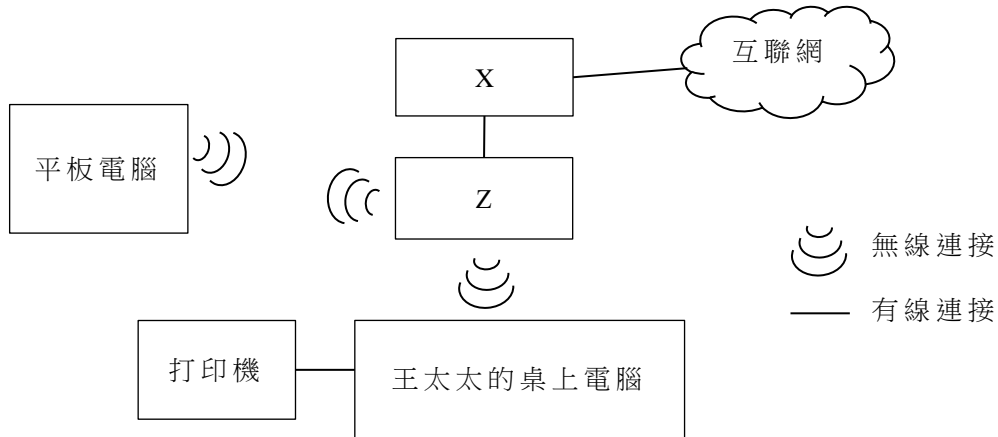 互聯網
X
平板電腦
Z
無線連接
有線連接
打印機
王太太的桌上電腦